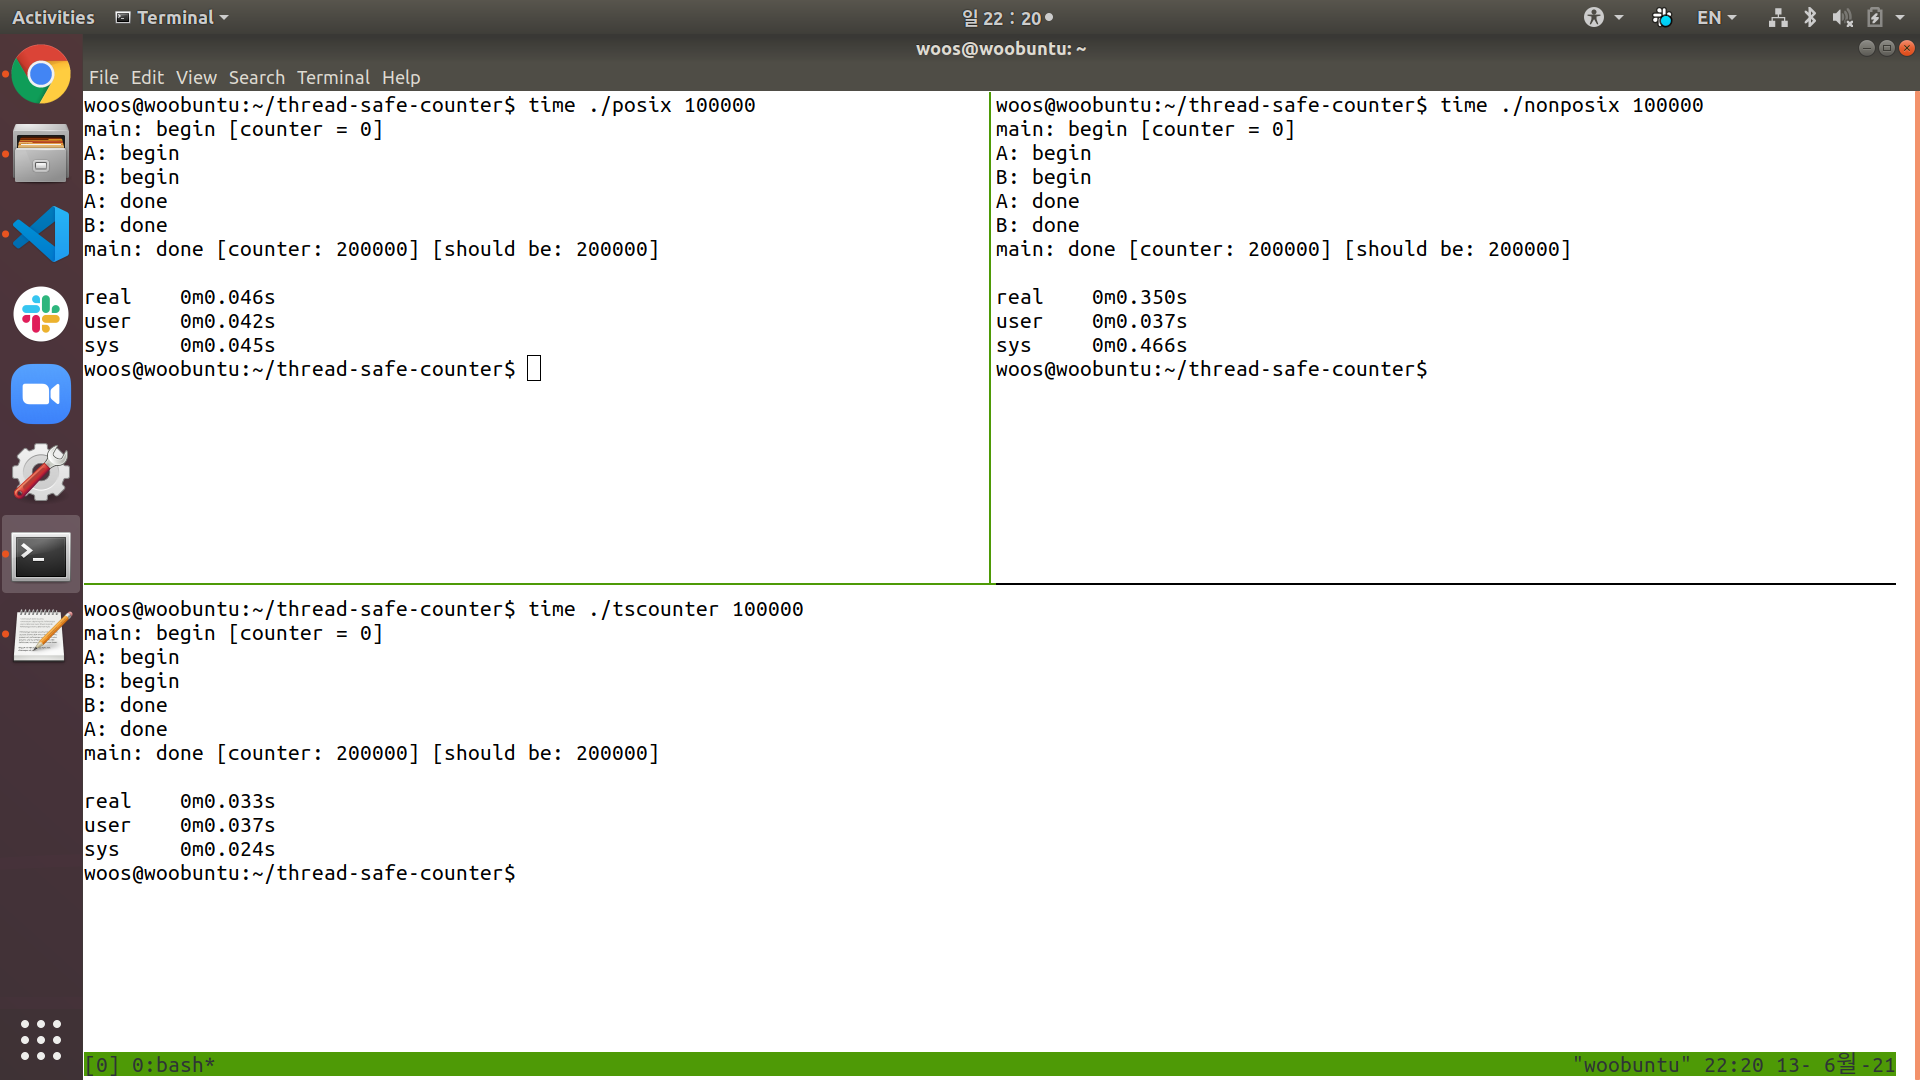 Activities Terminal 일 22 : 20 EN
woos@woobuntu: ~
File Edit View Search Terminal Help
woos@woobuntu:~/thread-safe-counter$ time ./posix 100000
main: begin [counter = 0]
A: begin
B: begin
A: done
B: done
main: done [counter: 200000] [should be: 200000]
real 0m0.046s
user 0m0.042s
sys 0m0.045s
woos@woobuntu:~/thread-safe-counter$
woos@woobuntu:~/thread-safe-counter$ time ./nonposix 100000
main: begin [counter = 0]
A: begin
B: begin
A: done
B: done
main: done [counter: 200000] [should be: 200000]
real 0m0.350s
user 0m0.037s
sys 0m0.466s
woos@woobuntu:~/thread-safe-counter$
woos@woobuntu:~/thread-safe-counter$ time ./tscounter 100000
main: begin [counter = 0]
A: begin
B: begin
B: done
A: done
main: done [counter: 200000] [should be: 200000]
real 0m0.033s
user 0m0.037s
sys 0m0.024s
woos@woobuntu:~/thread-safe-counter$
[0] 0:bash* "woobuntu" 22:20 13- 6월-21